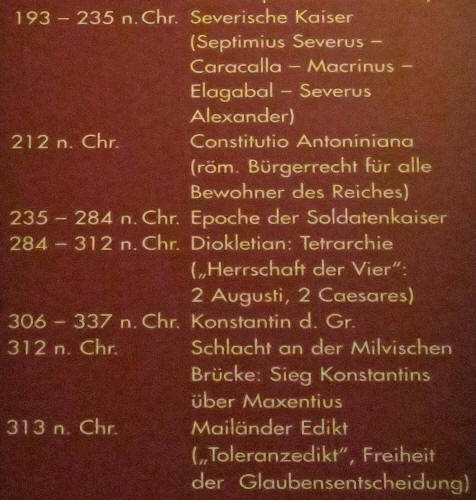 193 – 235 n. Chr. Severische Kaiser
(Septimius Severus –
Caracalla – Macrinus –
Elagabal – Severus
Alexander)
212 n. Chr. Constitutio Antoniniana
(röm. Bürgerrecht für alle
Bewohner des Reiches)
235 – 284 n. Chr. Epoche der Soldatenkaiser
284 – 312 n. Chr. Diokletian: Tetrarchie
(„Herrschaft der Vier“:
2 Augusti, 2 Caesares)
306 – 337 n. Chr. Konstantin d. Gr.
312 n. Chr. Schlacht an der Milvischen
Brücke: Sieg Konstantins
über Maxentius
313 n. Chr. Mailänder Edikt
(„Toleranzedikt“, Freiheit
der Glaubensentscheidung)